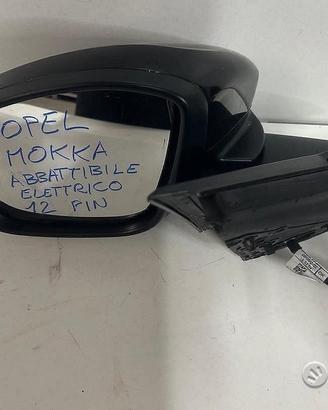 OPEL
MOKKA
ABBATTIBILE
ELETTRICO
12 PIN